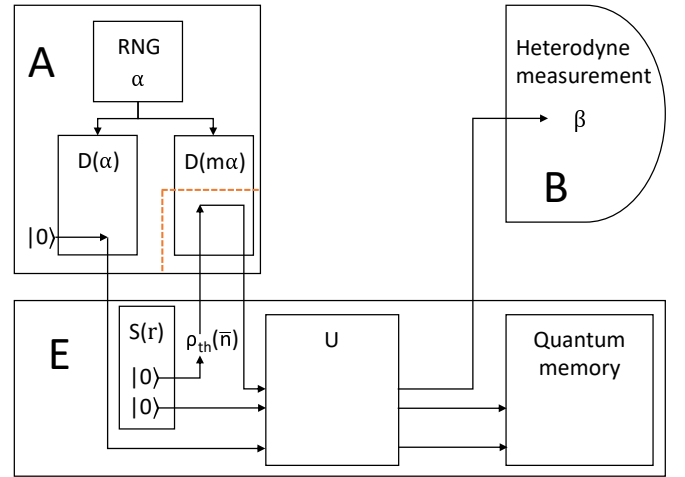 A
RNG
α
D(α)
D(mα)
|0⟩
Heterodyne
measurement
β
B
E
S(r)
|0⟩
|0⟩
ρth(n̅)
U
Quantum
memory